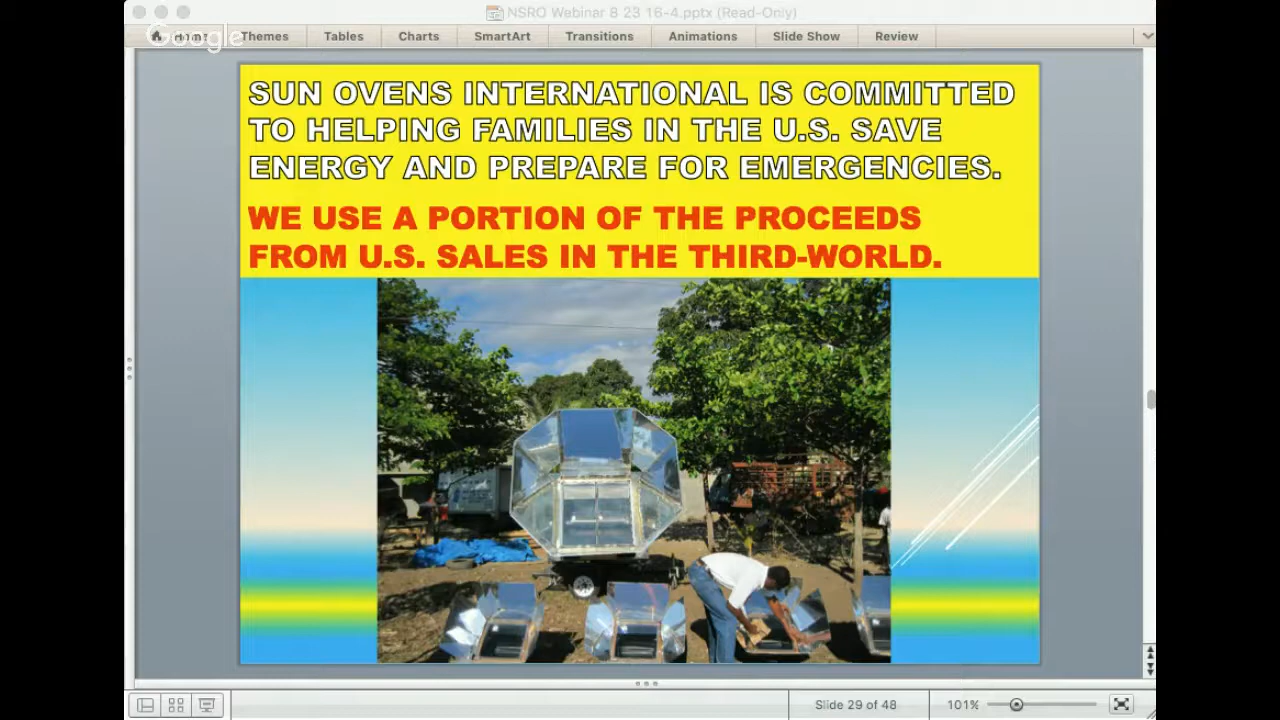 NSRO Webinar 8 23 16-4.pptx (Read-Only)
Google
Home Themes Tables Charts SmartArt Transitions Animations Slide Show Review
SUN OVENS INTERNATIONAL IS COMMITTED
TO HELPING FAMILIES IN THE U.S. SAVE
ENERGY AND PREPARE FOR EMERGENCIES.
WE USE A PORTION OF THE PROCEEDS
FROM U.S. SALES IN THE THIRD-WORLD.
Slide 29 of 48 101%